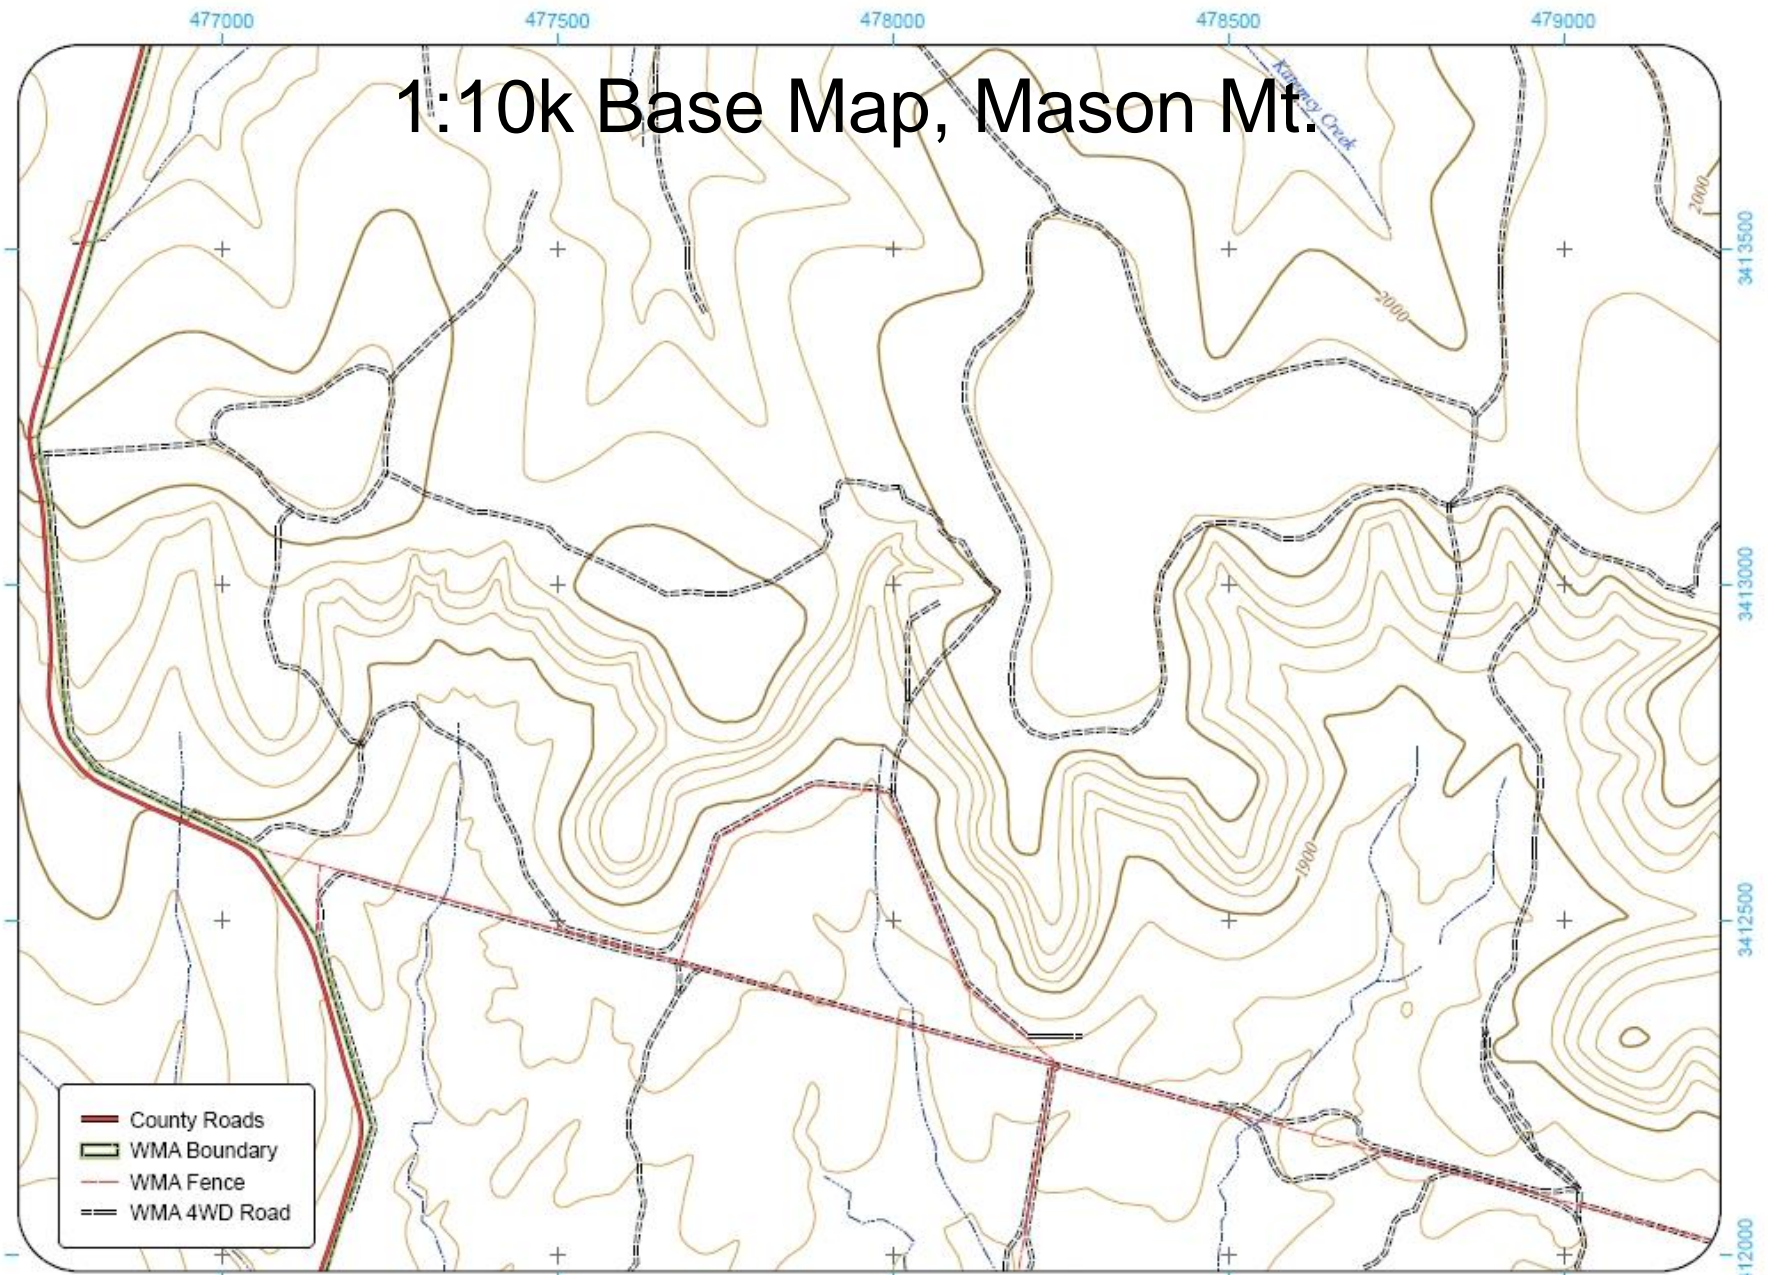 477000 477500 478000 478500 479000
1:10k Base Map, Mason Mt.
Creek
2000
3413500
2000
3413000
1900
3412500
County Roads
WMA Boundary
WMA Fence
WMA 4WD Road
12000